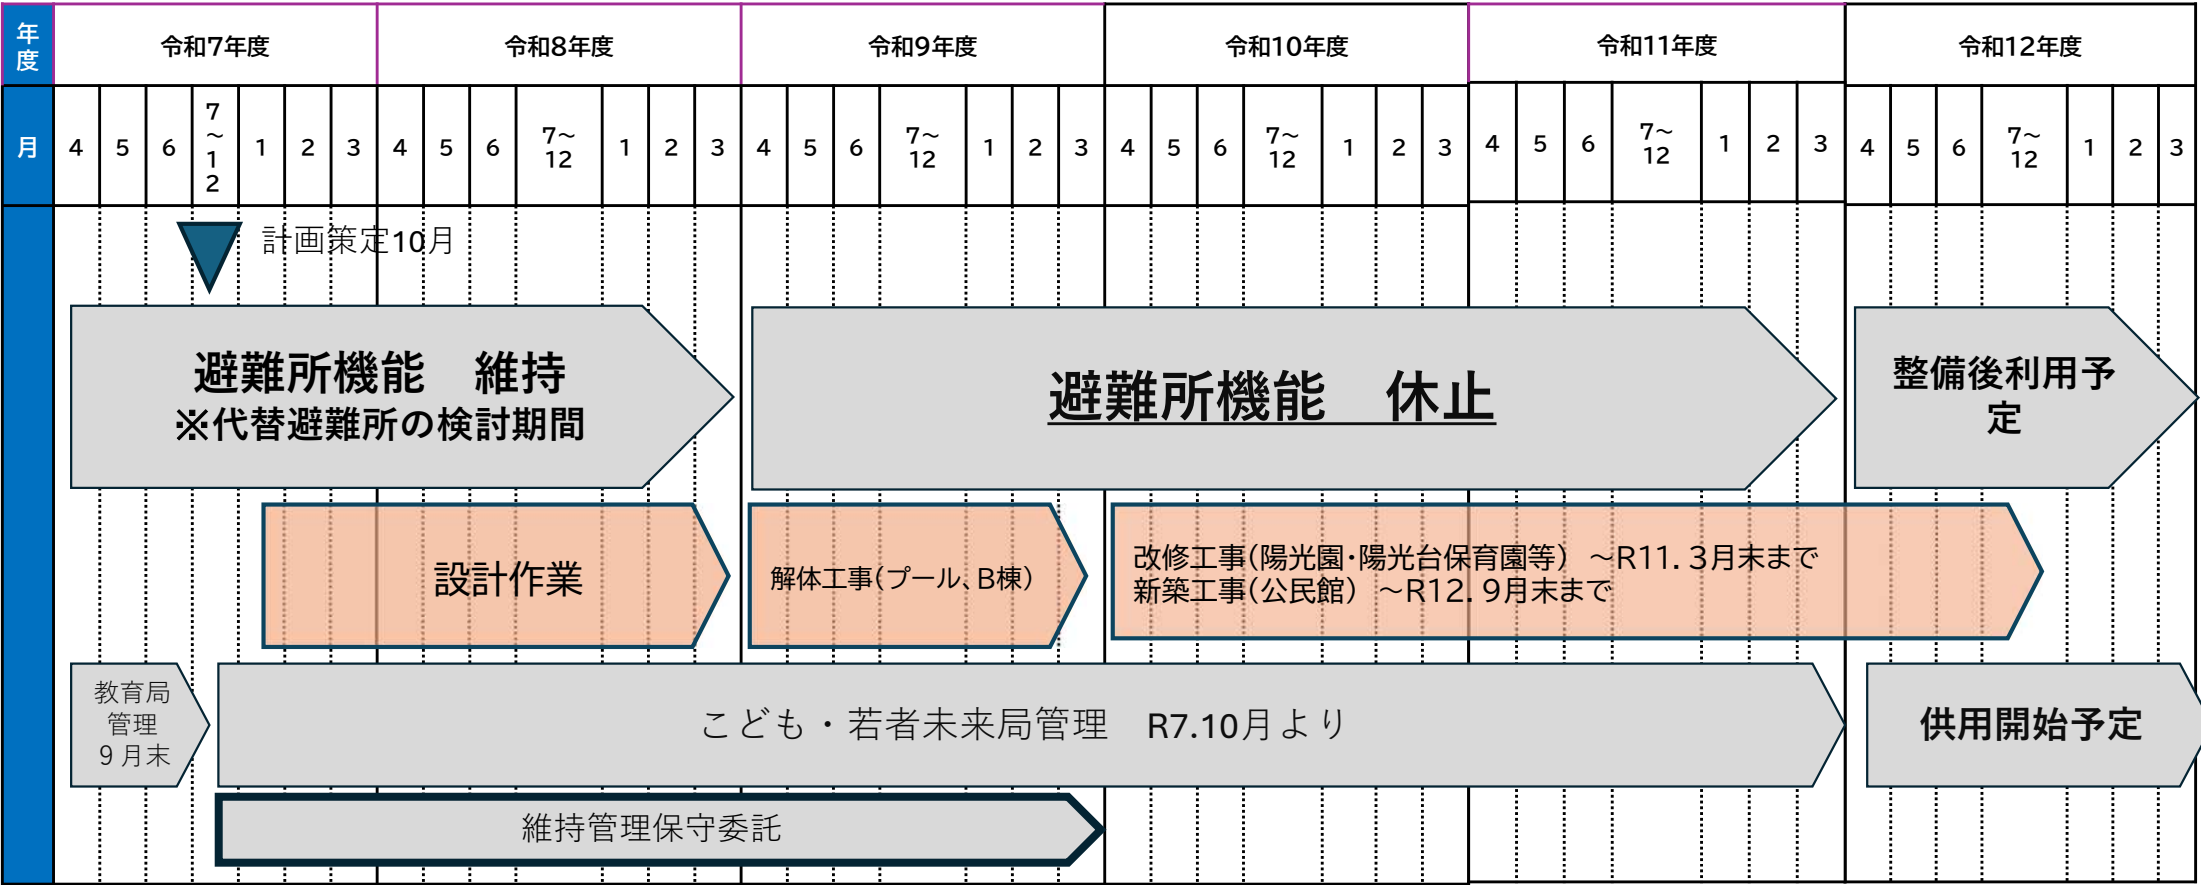 年度
令和7年度
令和8年度
令和9年度
令和10年度
令和11年度
令和12年度
月
4 5 6 7～12 1 2 3
4 5 6 7～12 1 2 3
4 5 6 7～12 1 2 3
4 5 6 7～12 1 2 3
4 5 6 7～12 1 2 3
4 5 6 7～12 1 2 3
計画策定10月
避難所機能　維持
※代替避難所の検討期間
避難所機能　休止
整備後利用予
定
設計作業
解体工事(プール、B棟)
改修工事(陽光園・陽光台保育園等)　～R11．3月末まで
新築工事(公民館)　～R12．9月末まで
教育局
管理
９月末
こども・若者未来局管理　R7.10月より
供用開始予定
維持管理保守委託